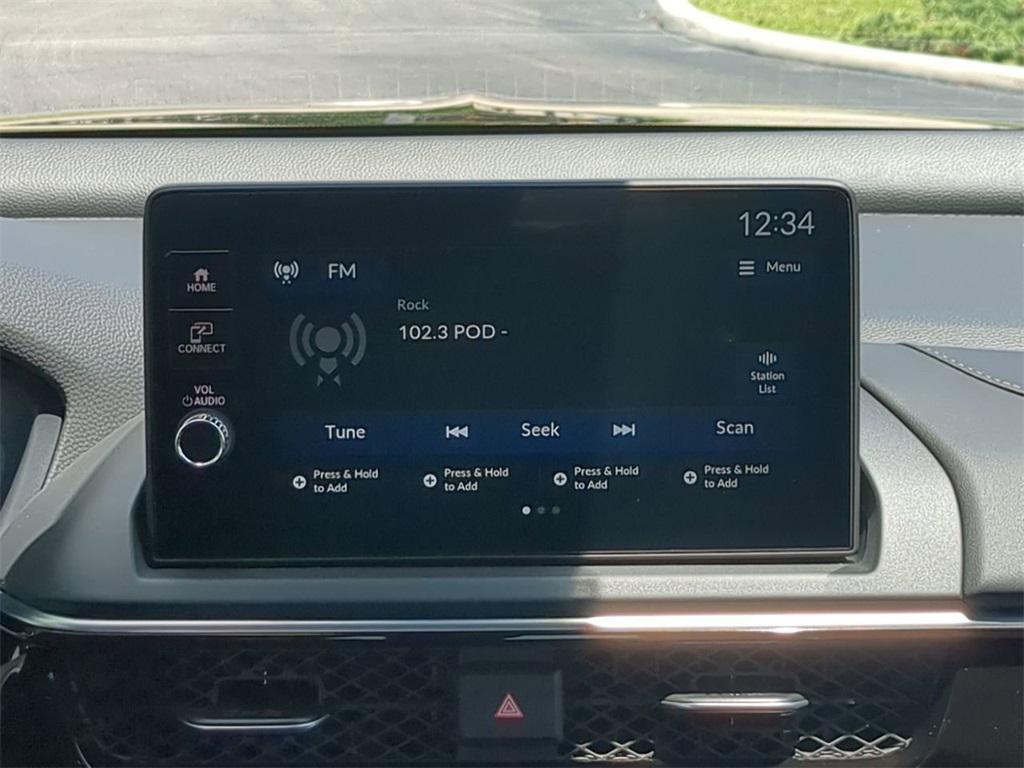 12:34
HOME
FM
Menu
Rock
102.3 POD -
CONNECT
Station
List
VOL
AUDIO
Tune
Seek
Scan
Press & Hold
to Add
Press & Hold
to Add
Press & Hold
to Add
Press & Hold
to Add